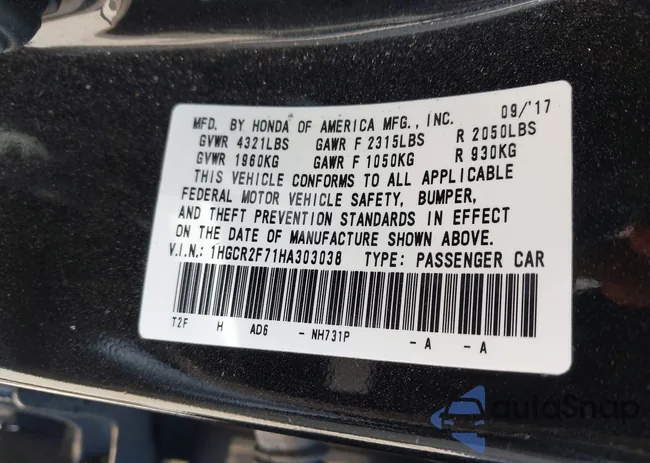 MFD. BY HONDA OF AMERICA MFG., INC. 09/'17
GVWR 4321LBS GAWR F 2315LBS R 2050LBS
GVWR 1960KG GAWR F 1050KG R 930KG
THIS VEHICLE CONFORMS TO ALL APPLICABLE
FEDERAL MOTOR VEHICLE SAFETY, BUMPER,
AND THEFT PREVENTION STANDARDS IN EFFECT
ON THE DATE OF MANUFACTURE SHOWN ABOVE.
V.I.N.: 1HGCR2F71HA303038 TYPE: PASSENGER CAR
T2F H AD6 - NH731P - A - A
autoSnap